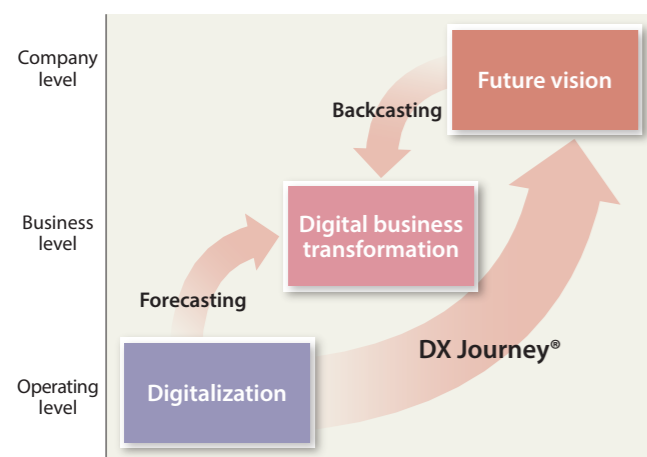 Company
level
Future vision
Backcasting
Business
level
Digital business
transformation
Forecasting
DX Journey®
Operating
level
Digitalization